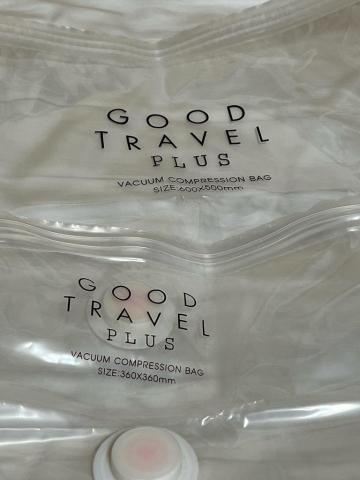 GOOD
TRAVEL
PLUS
VACUUM COMPRESSION BAG
SIZE:600X500mm
GOOD
TRAVEL
PLUS
VACUUM COMPRESSION BAG
SIZE:360X360mm